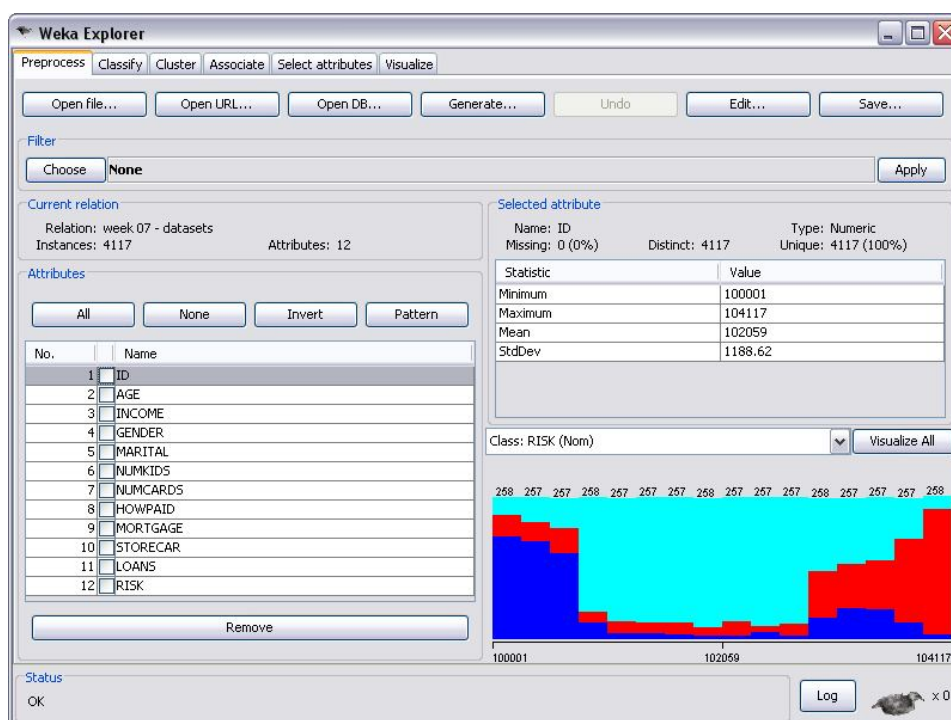 Weka Explorer
Preprocess Classify Cluster Associate Select attributes Visualize
Open file... Open URL... Open DB... Generate... Undo Edit... Save...
Filter
Choose None Apply
Current relation
Relation: week 07 - datasets
Instances: 4117 Attributes: 12
Attributes
All None Invert Pattern
No. Name
1 ID
2 AGE
3 INCOME
4 GENDER
5 MARITAL
6 NUMKIDS
7 NUMCARDS
8 HOWPAID
9 MORTGAGE
10 STORECAR
11 LOANS
12 RISK
Remove
Selected attribute
Name: ID Type: Numeric
Missing: 0 (0%) Distinct: 4117 Unique: 4117 (100%)
Statistic Value
Minimum 100001
Maximum 104117
Mean 102059
StdDev 1188.62
Class: RISK (Nom) Visualize All
258 257 257 258 257 257 257 258 257 257 257 258 257 257 257 258
100001 102059 104117
Status
OK
Log x 0